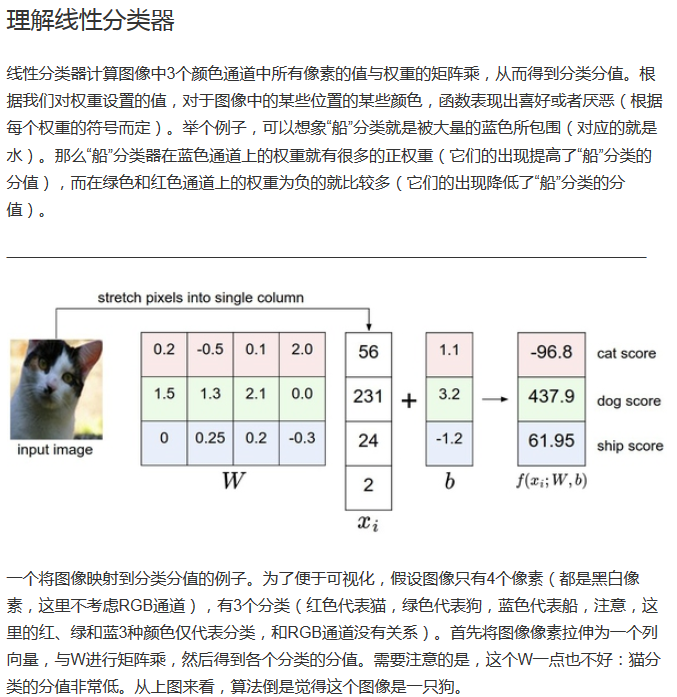 理解线性分类器
线性分类器计算图像中3个颜色通道中所有像素的值与权重的矩阵乘，从而得到分类分值。根
据我们对权重设置的值，对于图像中的某些位置的某些颜色，函数表现出喜好或者厌恶（根据
每个权重的符号而定）。举个例子，可以想象“船”分类就是被大量的蓝色所包围（对应的就是
水）。那么“船”分类器在蓝色通道上的权重就有很多的正权重（它们的出现提高了“船”分类的
分值），而在绿色和红色通道上的权重为负的就比较多（它们的出现降低了“船”分类的分
值）。
stretch pixels into single column
0.2 -0.5 0.1 2.0 56 1.1 -96.8 cat score
1.5 1.3 2.1 0.0 231 + 3.2 437.9 dog score
0 0.25 0.2 -0.3 24 -1.2 61.95 ship score
input image
W 2 b f(xi; W, b)
xi
一个将图像映射到分类分值的例子。为了便于可视化，假设图像只有4个像素（都是黑白像
素，这里不考虑RGB通道），有3个分类（红色代表猫，绿色代表狗，蓝色代表船，注意，这
里的红、绿和蓝3种颜色仅代表分类，和RGB通道没有关系）。首先将图像像素拉伸为一个列
向量，与W进行矩阵乘，然后得到各个分类的分值。需要注意的是，这个W一点也不好：猫分
类的分值非常低。从上图来看，算法倒是觉得这个图像是一只狗。